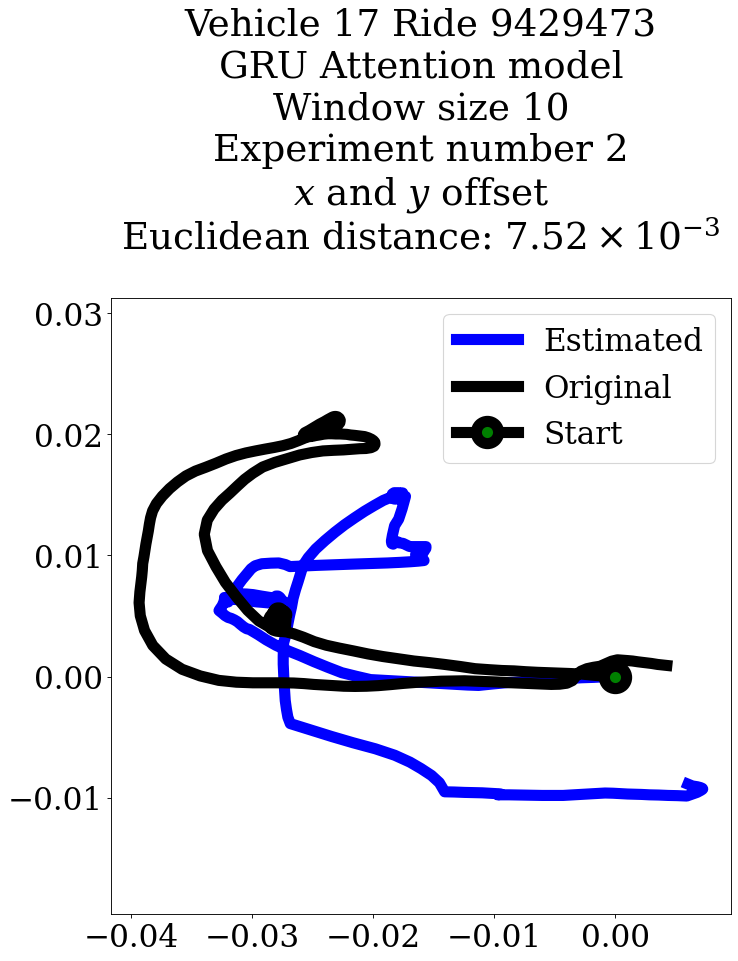 Vehicle 17 Ride 9429473
GRU Attention model
Window size 10
Experiment number 2
x and y offset
Euclidean distance: 7.52 × 10⁻³
Estimated
Original
Start
0.03
0.02
0.01
0.00
−0.01
−0.04 −0.03 −0.02 −0.01 0.00